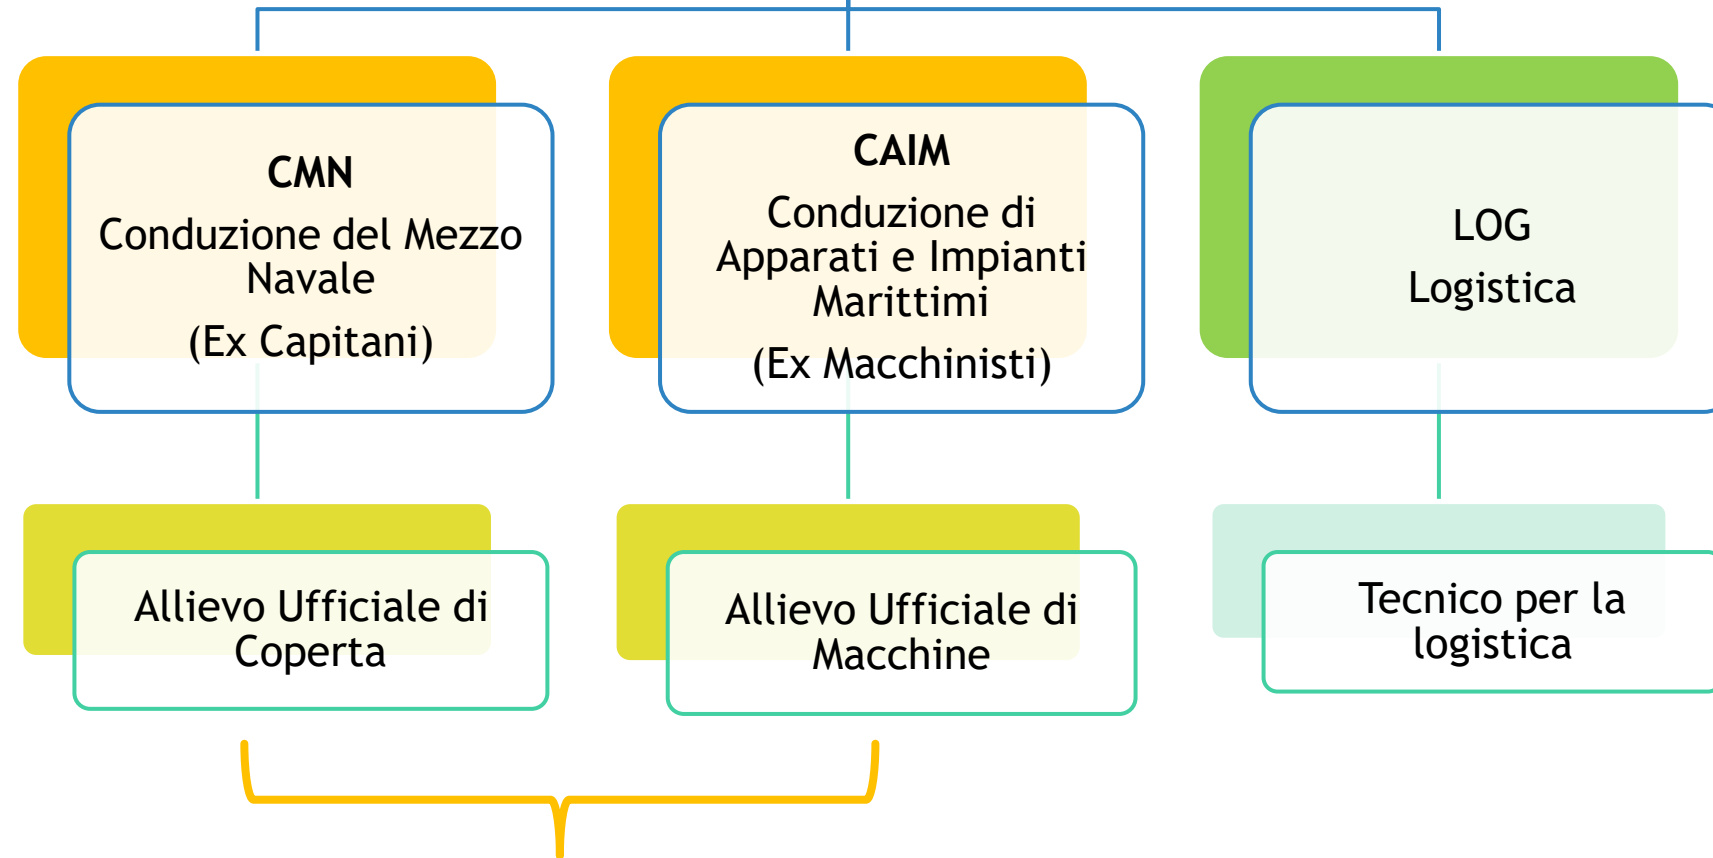 CMN
Conduzione del Mezzo
Navale
(Ex Capitani)
CAIM
Conduzione di
Apparati e Impianti
Marittimi
(Ex Macchinisti)
LOG
Logistica
Allievo Ufficiale di
Coperta
Allievo Ufficiale di
Macchine
Tecnico per la
logistica